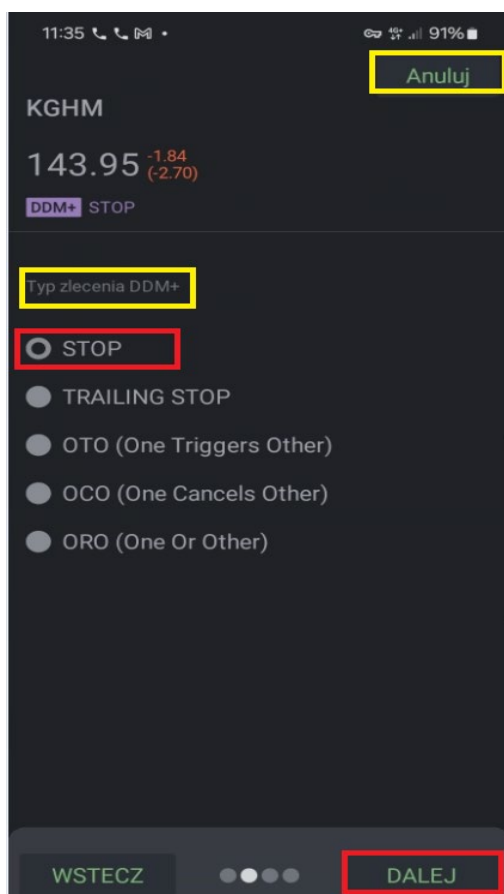 11:35
4G+ 91%
Anuluj
KGHM
143.95 -1.84
(-2.70)
DDM+ STOP
Typ zlecenia DDM+
STOP
TRAILING STOP
OTO (One Triggers Other)
OCO (One Cancels Other)
ORO (One Or Other)
WSTECZ DALEJ